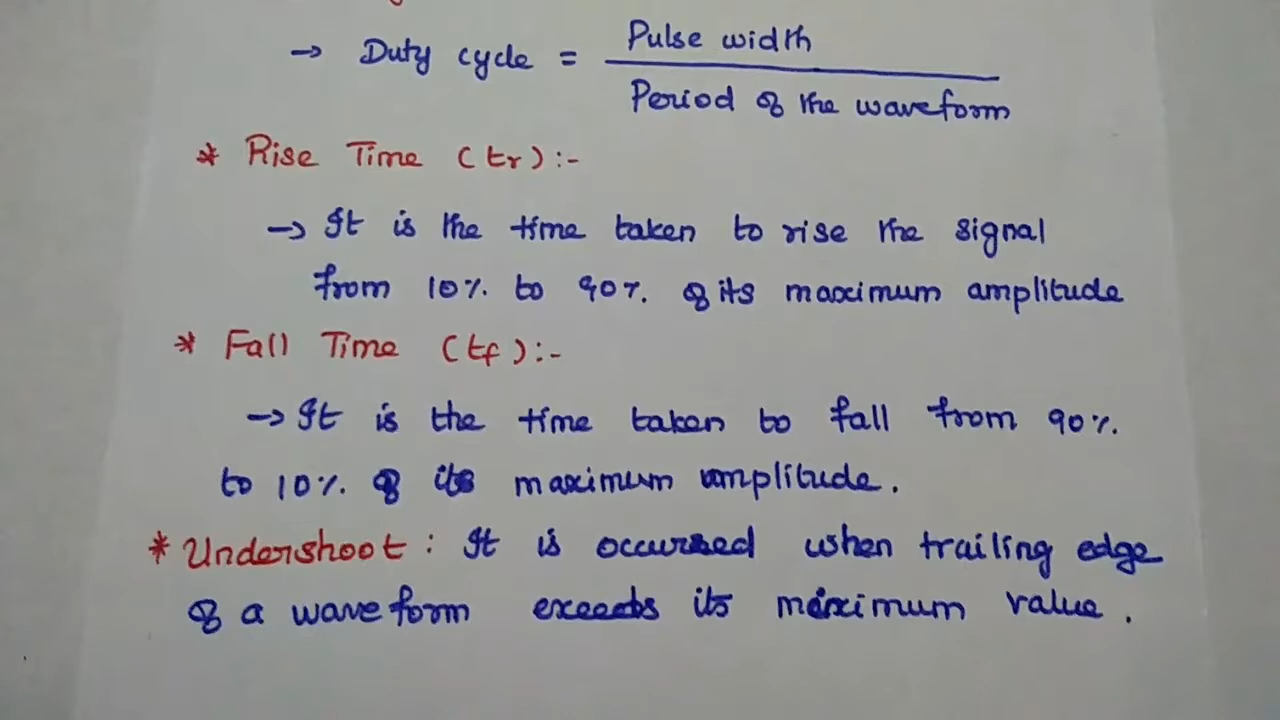 → Duty cycle = Pulse width
Period of the waveform
* Rise Time (tr):-
→ It is the time taken to rise the signal
from 10% to 90% of its maximum amplitude
* Fall Time (tf):-
→ It is the time taken to fall from 90%
to 10% of its maximum amplitude.
* Undershoot: It is occurred when trailing edge
of a waveform exceeds its value.